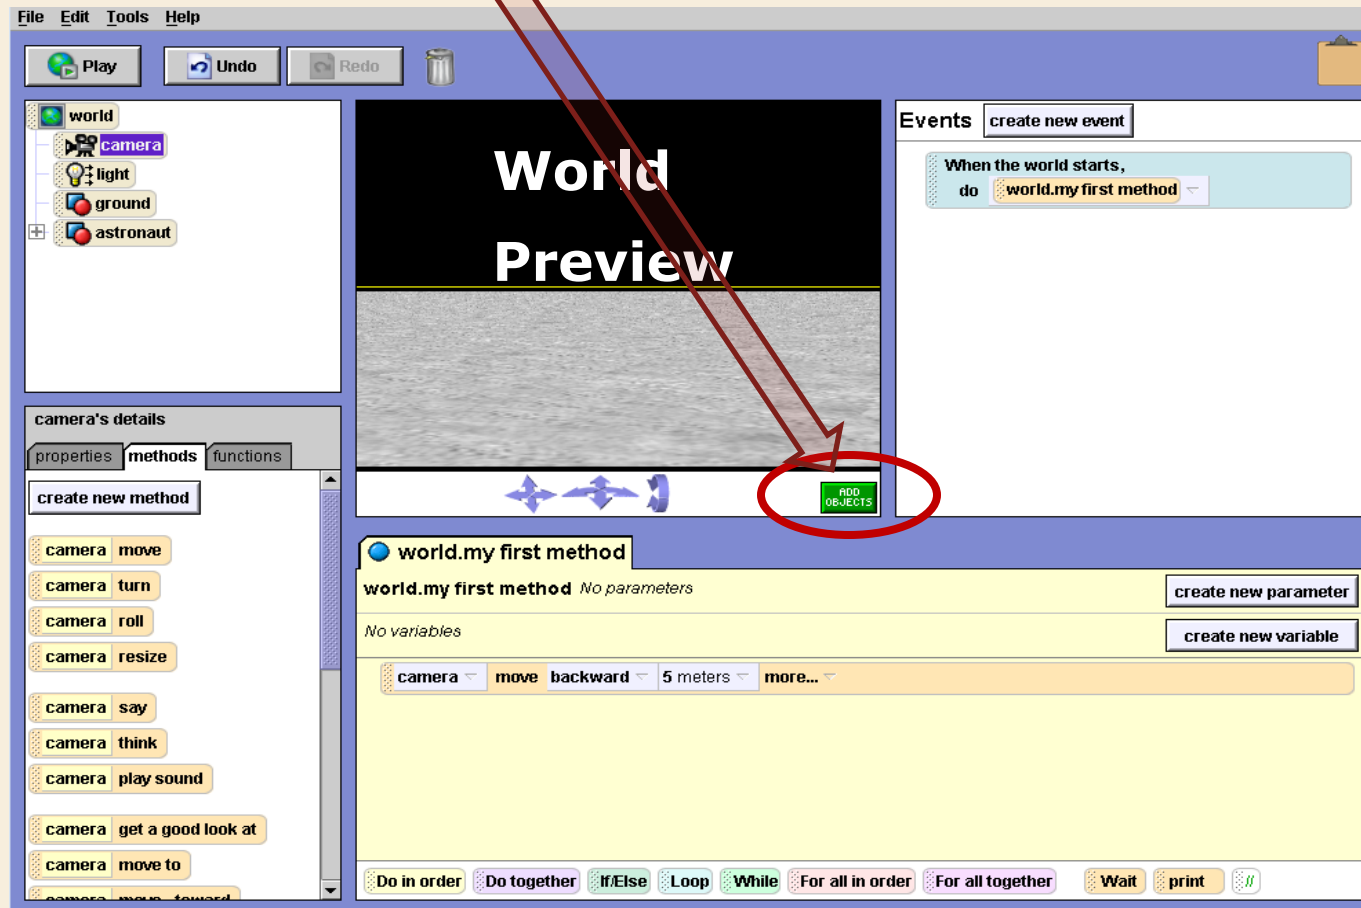 File Edit Tools Help
Play Undo Redo
world
camera
light
ground
astronaut
World
Preview
ADD
OBJECTS
Events create new event
When the world starts,
do world.my first method
camera's details
properties methods functions
create new method
camera move
camera turn
camera roll
camera resize
camera say
camera think
camera play sound
camera get a good look at
camera move to
camera move toward
world.my first method
world.my first method No parameters
create new parameter
No variables
create new variable
camera move backward 5 meters more...
Do in order Do together If/Else Loop While For all in order For all together Wait print //